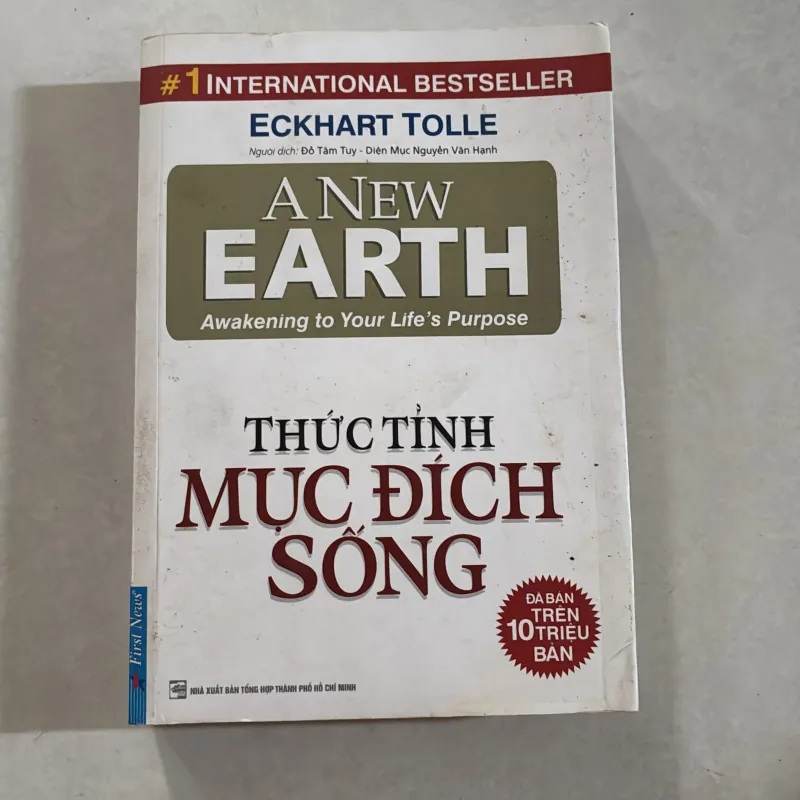 #1 INTERNATIONAL BESTSELLER
ECKHART TOLLE
Người dịch: Đỗ Tâm Tuy - Diện Mục Nguyễn Văn Hạnh
A NEW
EARTH
Awakening to Your Life's Purpose
THỨC TỈNH
MỤC ĐÍCH
SỐNG
ĐÃ BÁN
TRÊN
10 TRIỆU
BẢN
First News
NHÀ XUẤT BẢN TỔNG HỢP THÀNH PHỐ HỒ CHÍ MINH